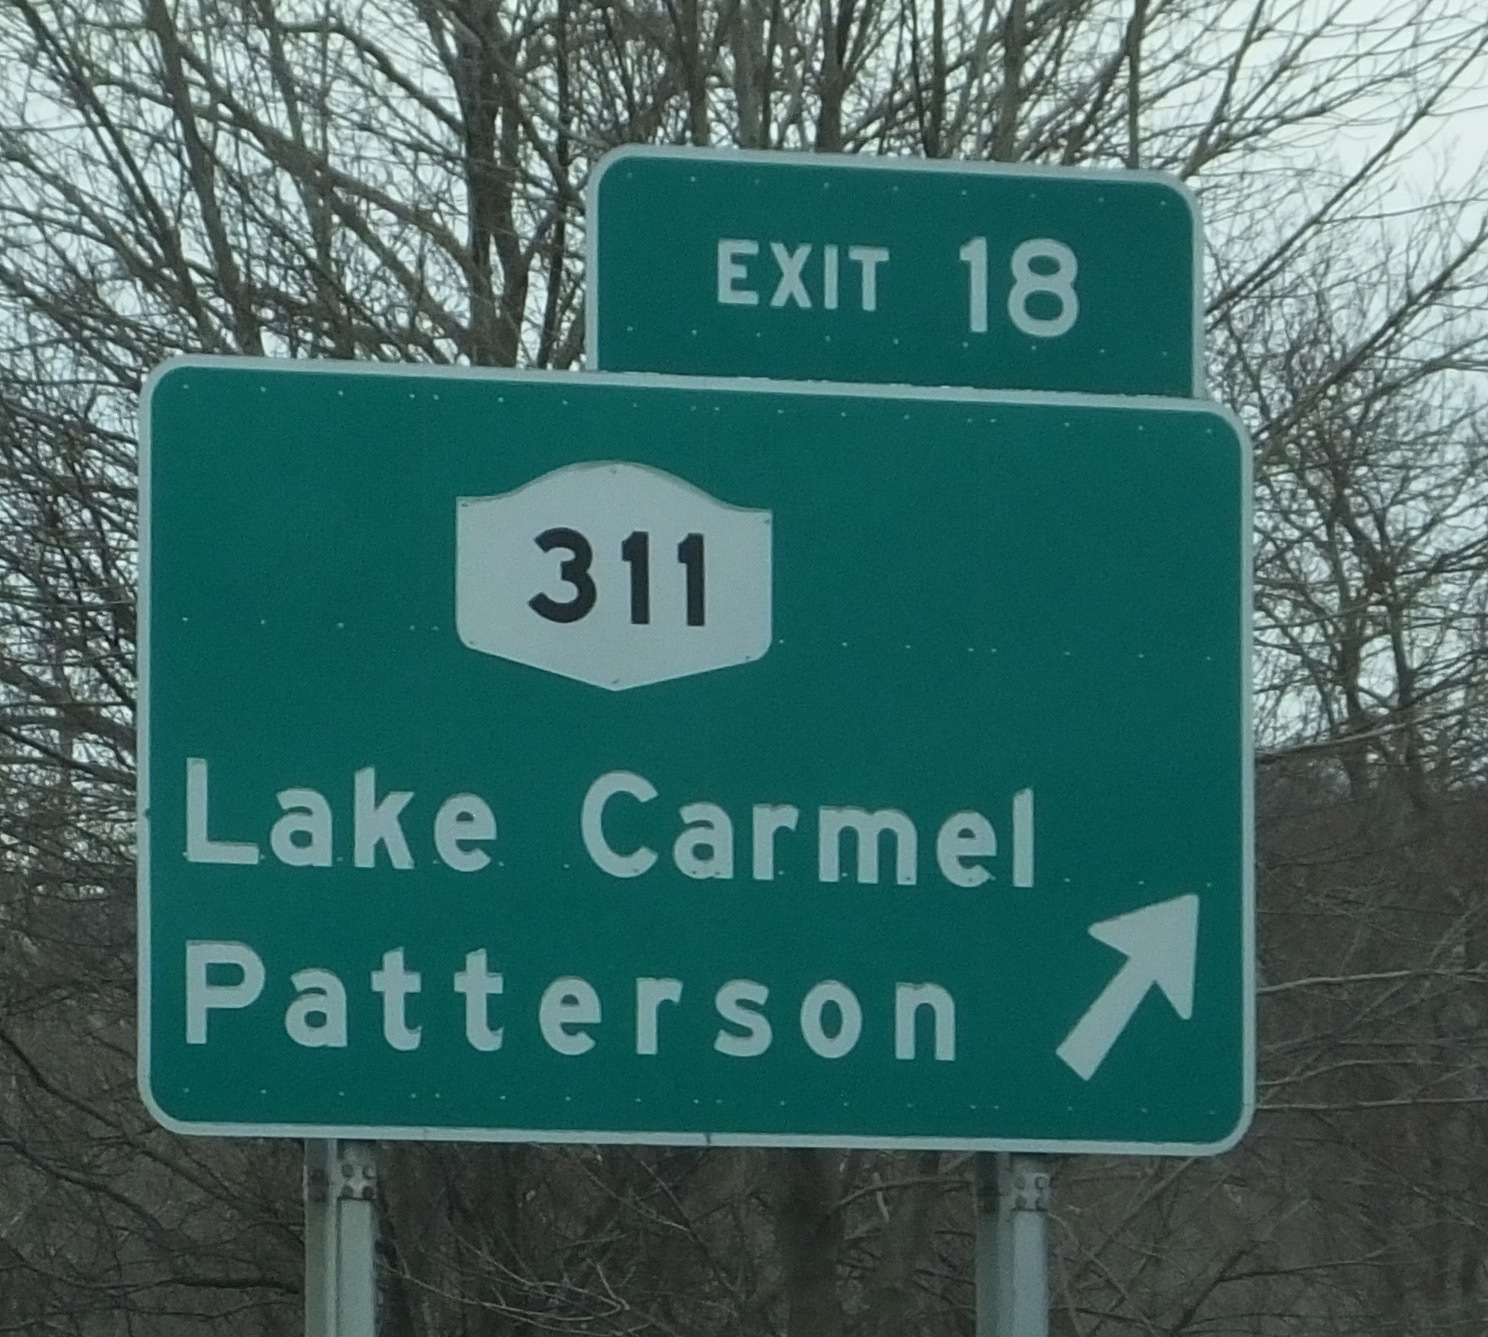 EXIT 18
311
Lake Carmel
Patterson